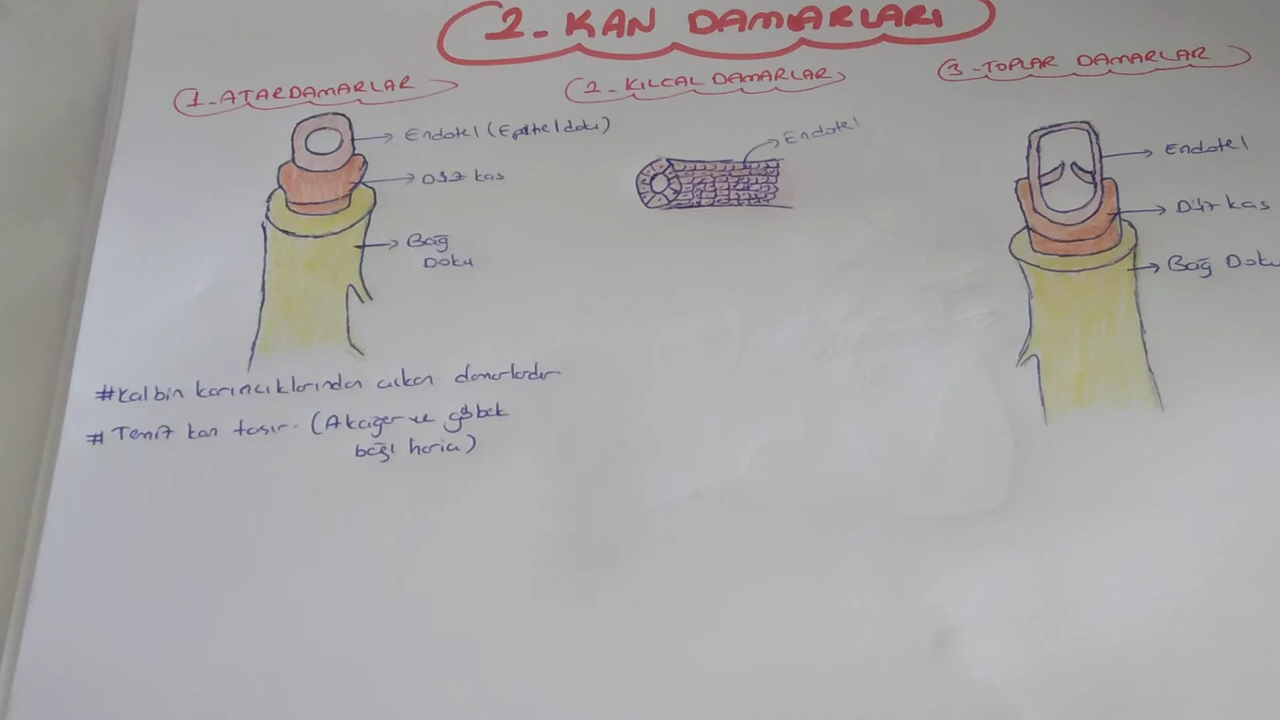 2- KAN DAMARLARI
1-ATARDAMARLAR
Endotel (Epitel doku)
Düz kas
Bağ
Doku
#Kalbin karıncıklarından çıkan damarlardır.
# Temiz kan taşır. (Akciğer ve göbek
bağı hariç)
2- KILCAL DAMARLAR
Endotel
3-TOPLAR DAMARLAR
Endotel
Düz kas
Bağ Doku